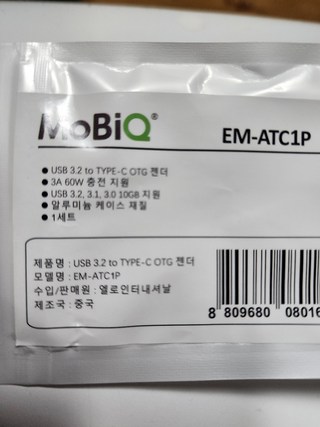 MoBiQ®
EM-ATC1P
● USB 3.2 to TYPE-C OTG 젠더
● 3A 60W 충전 지원
● USB 3.2, 3.1, 3.0 10GB 지원
● 알루미늄 케이스 재질
● 1세트
제품명 : USB 3.2 to TYPE-C OTG 젠더
모델명 : EM-ATC1P
수입/판매원 : 엘로인터내셔날
제조국 : 중국
8 809680 0801